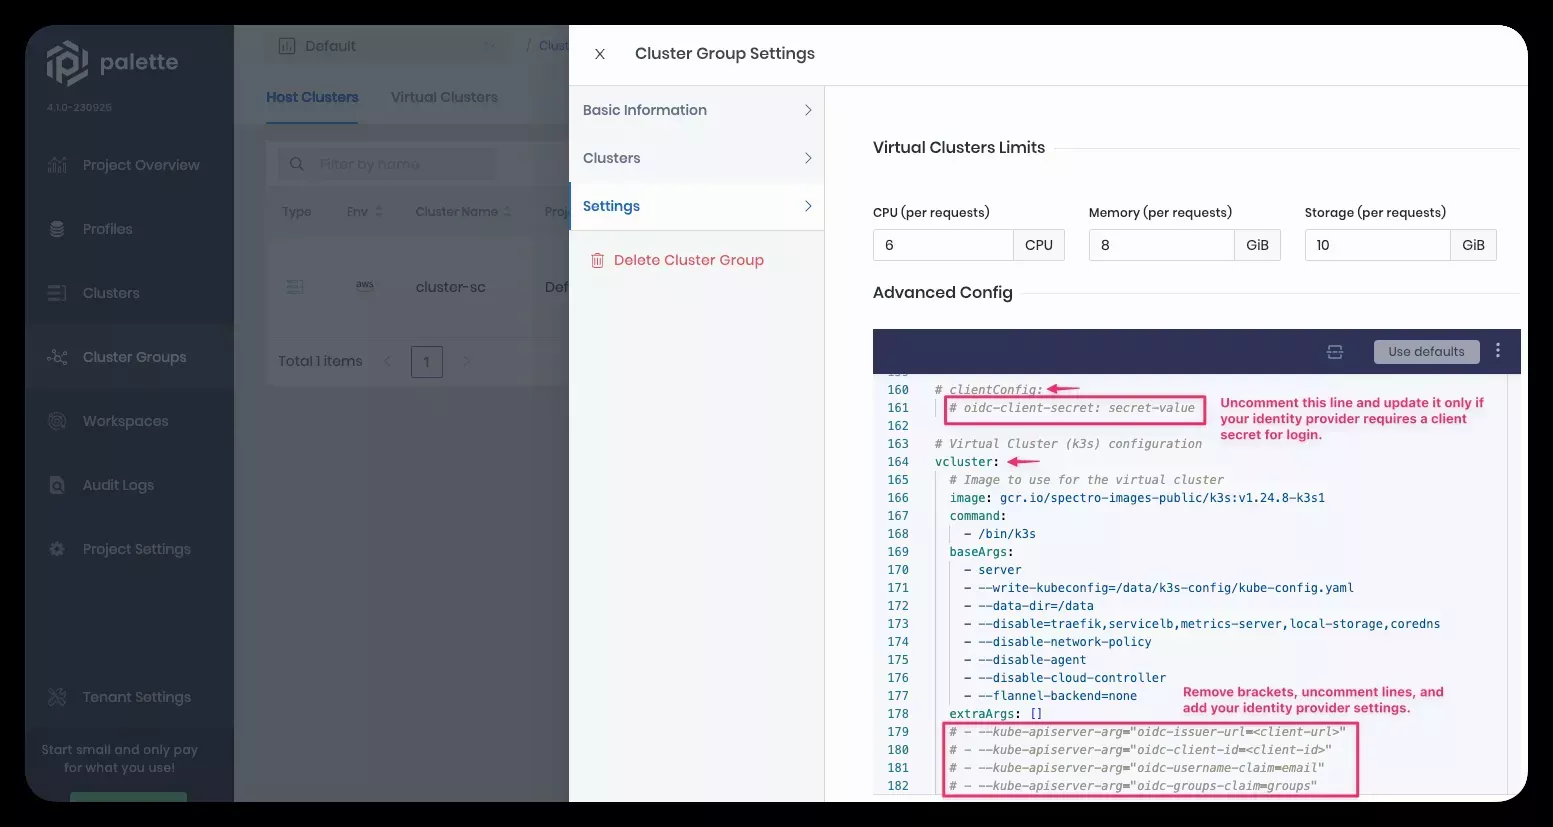 palette
4.1.0-230925
Project Overview
Profiles
Clusters
Cluster Groups
Workspaces
Audit Logs
Project Settings
Tenant Settings
Start small and only pay
for what you use!
Default
/ Clust
Host Clusters
Virtual Clusters
Filter by name
Type
Env
Cluster Name
Proj
aws
cluster-sc
Def
Total 1 items
1
Cluster Group Settings
Basic Information
Clusters
Settings
Delete Cluster Group
Virtual Clusters Limits
CPU (per requests)
6
CPU
Memory (per requests)
8
GiB
Storage (per requests)
10
GiB
Advanced Config
Use defaults
160 # clientConfig:
161 # oidc-client-secret: secret-value
Uncomment this line and update it only if
your identity provider requires a client
secret for login.
162
163 # Virtual Cluster (k3s) configuration
164 vcluster:
165 # Image to use for the virtual cluster
166 image: gcr.io/spectro-images-public/k3s:v1.24.8-k3s1
167 command:
168 - /bin/k3s
169 baseArgs:
170 - server
171 - --write-kubeconfig=/data/k3s-config/kube-config.yaml
172 - --data-dir=/data
173 - --disable=traefik,servicelb,metrics-server,local-storage,coredns
174 - --disable-network-policy
175 - --disable-agent
176 - --disable-cloud-controller
177 - --flannel-backend=none
Remove brackets, uncomment lines, and
add your identity provider settings.
178 extraArgs: []
179 # - --kube-apiserver-arg="oidc-issuer-url=<client-url>"
180 # - --kube-apiserver-arg="oidc-client-id=<client-id>"
181 # - --kube-apiserver-arg="oidc-username-claim=email"
182 # - --kube-apiserver-arg="oidc-groups-claim=groups"